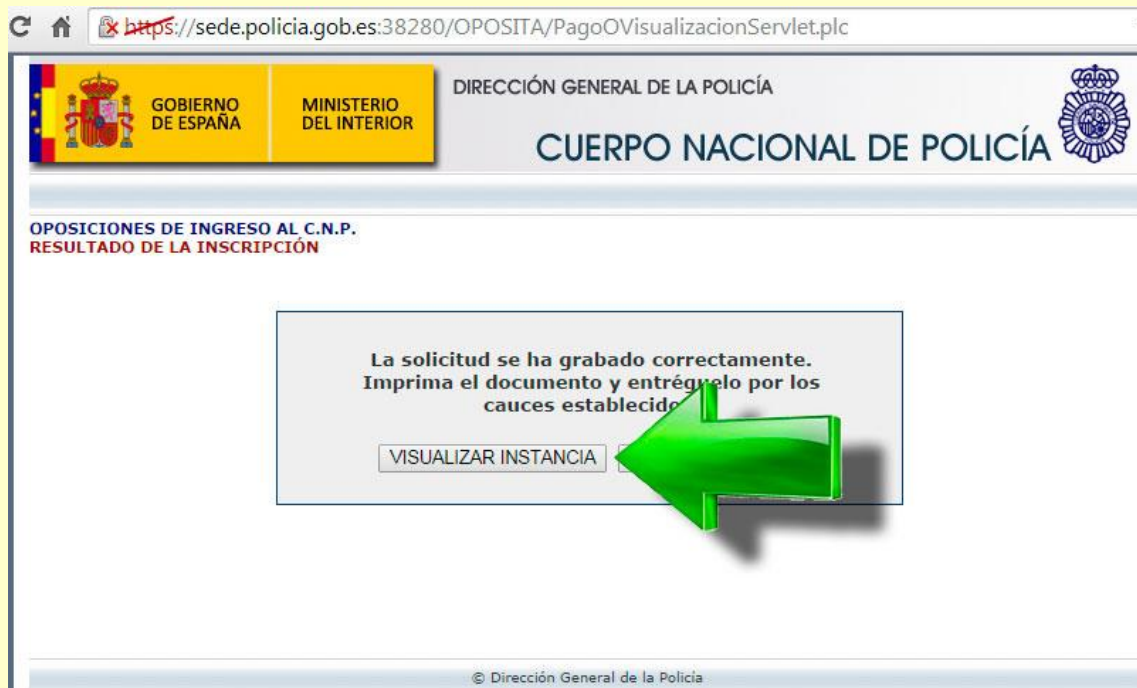 https://sede.policia.gob.es:38280/OPOSITA/PagoOVisualizacionServlet.plc
GOBIERNO DE ESPAÑA
MINISTERIO DEL INTERIOR
DIRECCIÓN GENERAL DE LA POLICÍA
CUERPO NACIONAL DE POLICÍA
OPOSICIONES DE INGRESO AL C.N.P.
RESULTADO DE LA INSCRIPCIÓN
La solicitud se ha grabado correctamente.
Imprima el documento y entréguelo por los
cauces
VISUALIZAR INSTANCIA
© Dirección General de la Policía